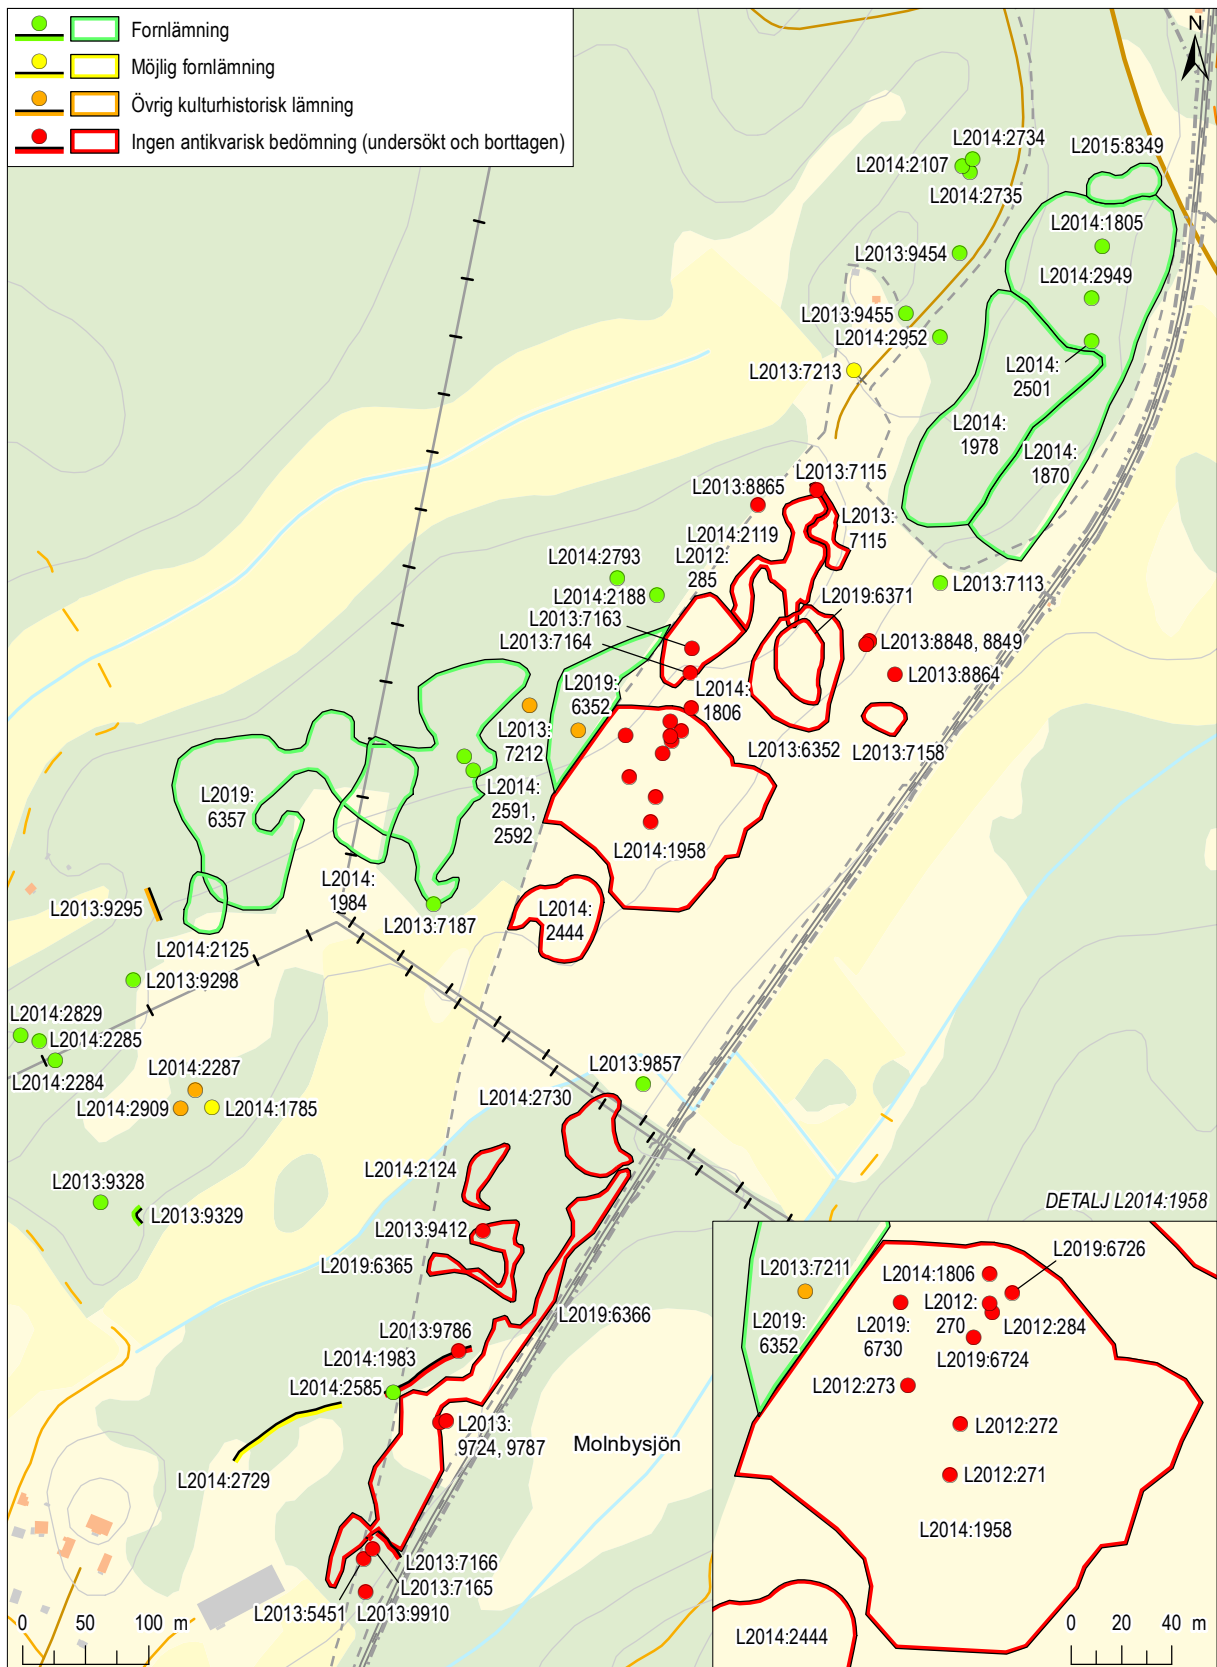 Fornlämning
Möjlig fornlämning
Övrig kulturhistorisk lämning
Ingen antikvarisk bedömning (undersökt och borttagen)
N
L2014:2734
L2015:8349
L2014:2107
L2014:2735
L2014:1805
L2013:9454
L2014:2949
L2013:9455
L2014:2952
L2014:
2501
L2013:7213
L2014:
1978
L2014:
1870
L2013:7115
L2013:8865
L2013:
7115
L2014:2119
L2012:
285
L2014:2793
L2013:7113
L2014:2188
L2019:6371
L2013:7163
L2013:7164
L2013:8848, 8849
L2013:8864
L2019:
6352
L2014:
1806
L2013:
7212
L2013:6352
L2013:7158
L2019:
6357
L2014:
2591,
2592
L2014:1958
L2014:
1984
L2013:9295
L2013:7187
L2014:
2444
L2014:2125
L2013:9298
L2014:2829
L2014:2285
L2014:2284
L2014:2287
L2014:2909
L2014:1785
L2013:9857
L2014:2730
L2014:2124
L2013:9328
L2013:9329
L2013:9412
L2019:6365
L2019:6366
L2013:9786
L2014:1983
L2014:2585
L2013:
9724, 9787
Molnbysjön
L2014:2729
L2013:7166
L2013:7165
L2013:5451
L2013:9910
0 50 100 m
DETALJ L2014:1958
L2013:7211
L2014:1806
L2019:6726
L2019:
6352
L2019:
6730
L2012:
270
L2012:284
L2019:6724
L2012:273
L2012:272
L2012:271
L2014:1958
L2014:2444
0 20 40 m